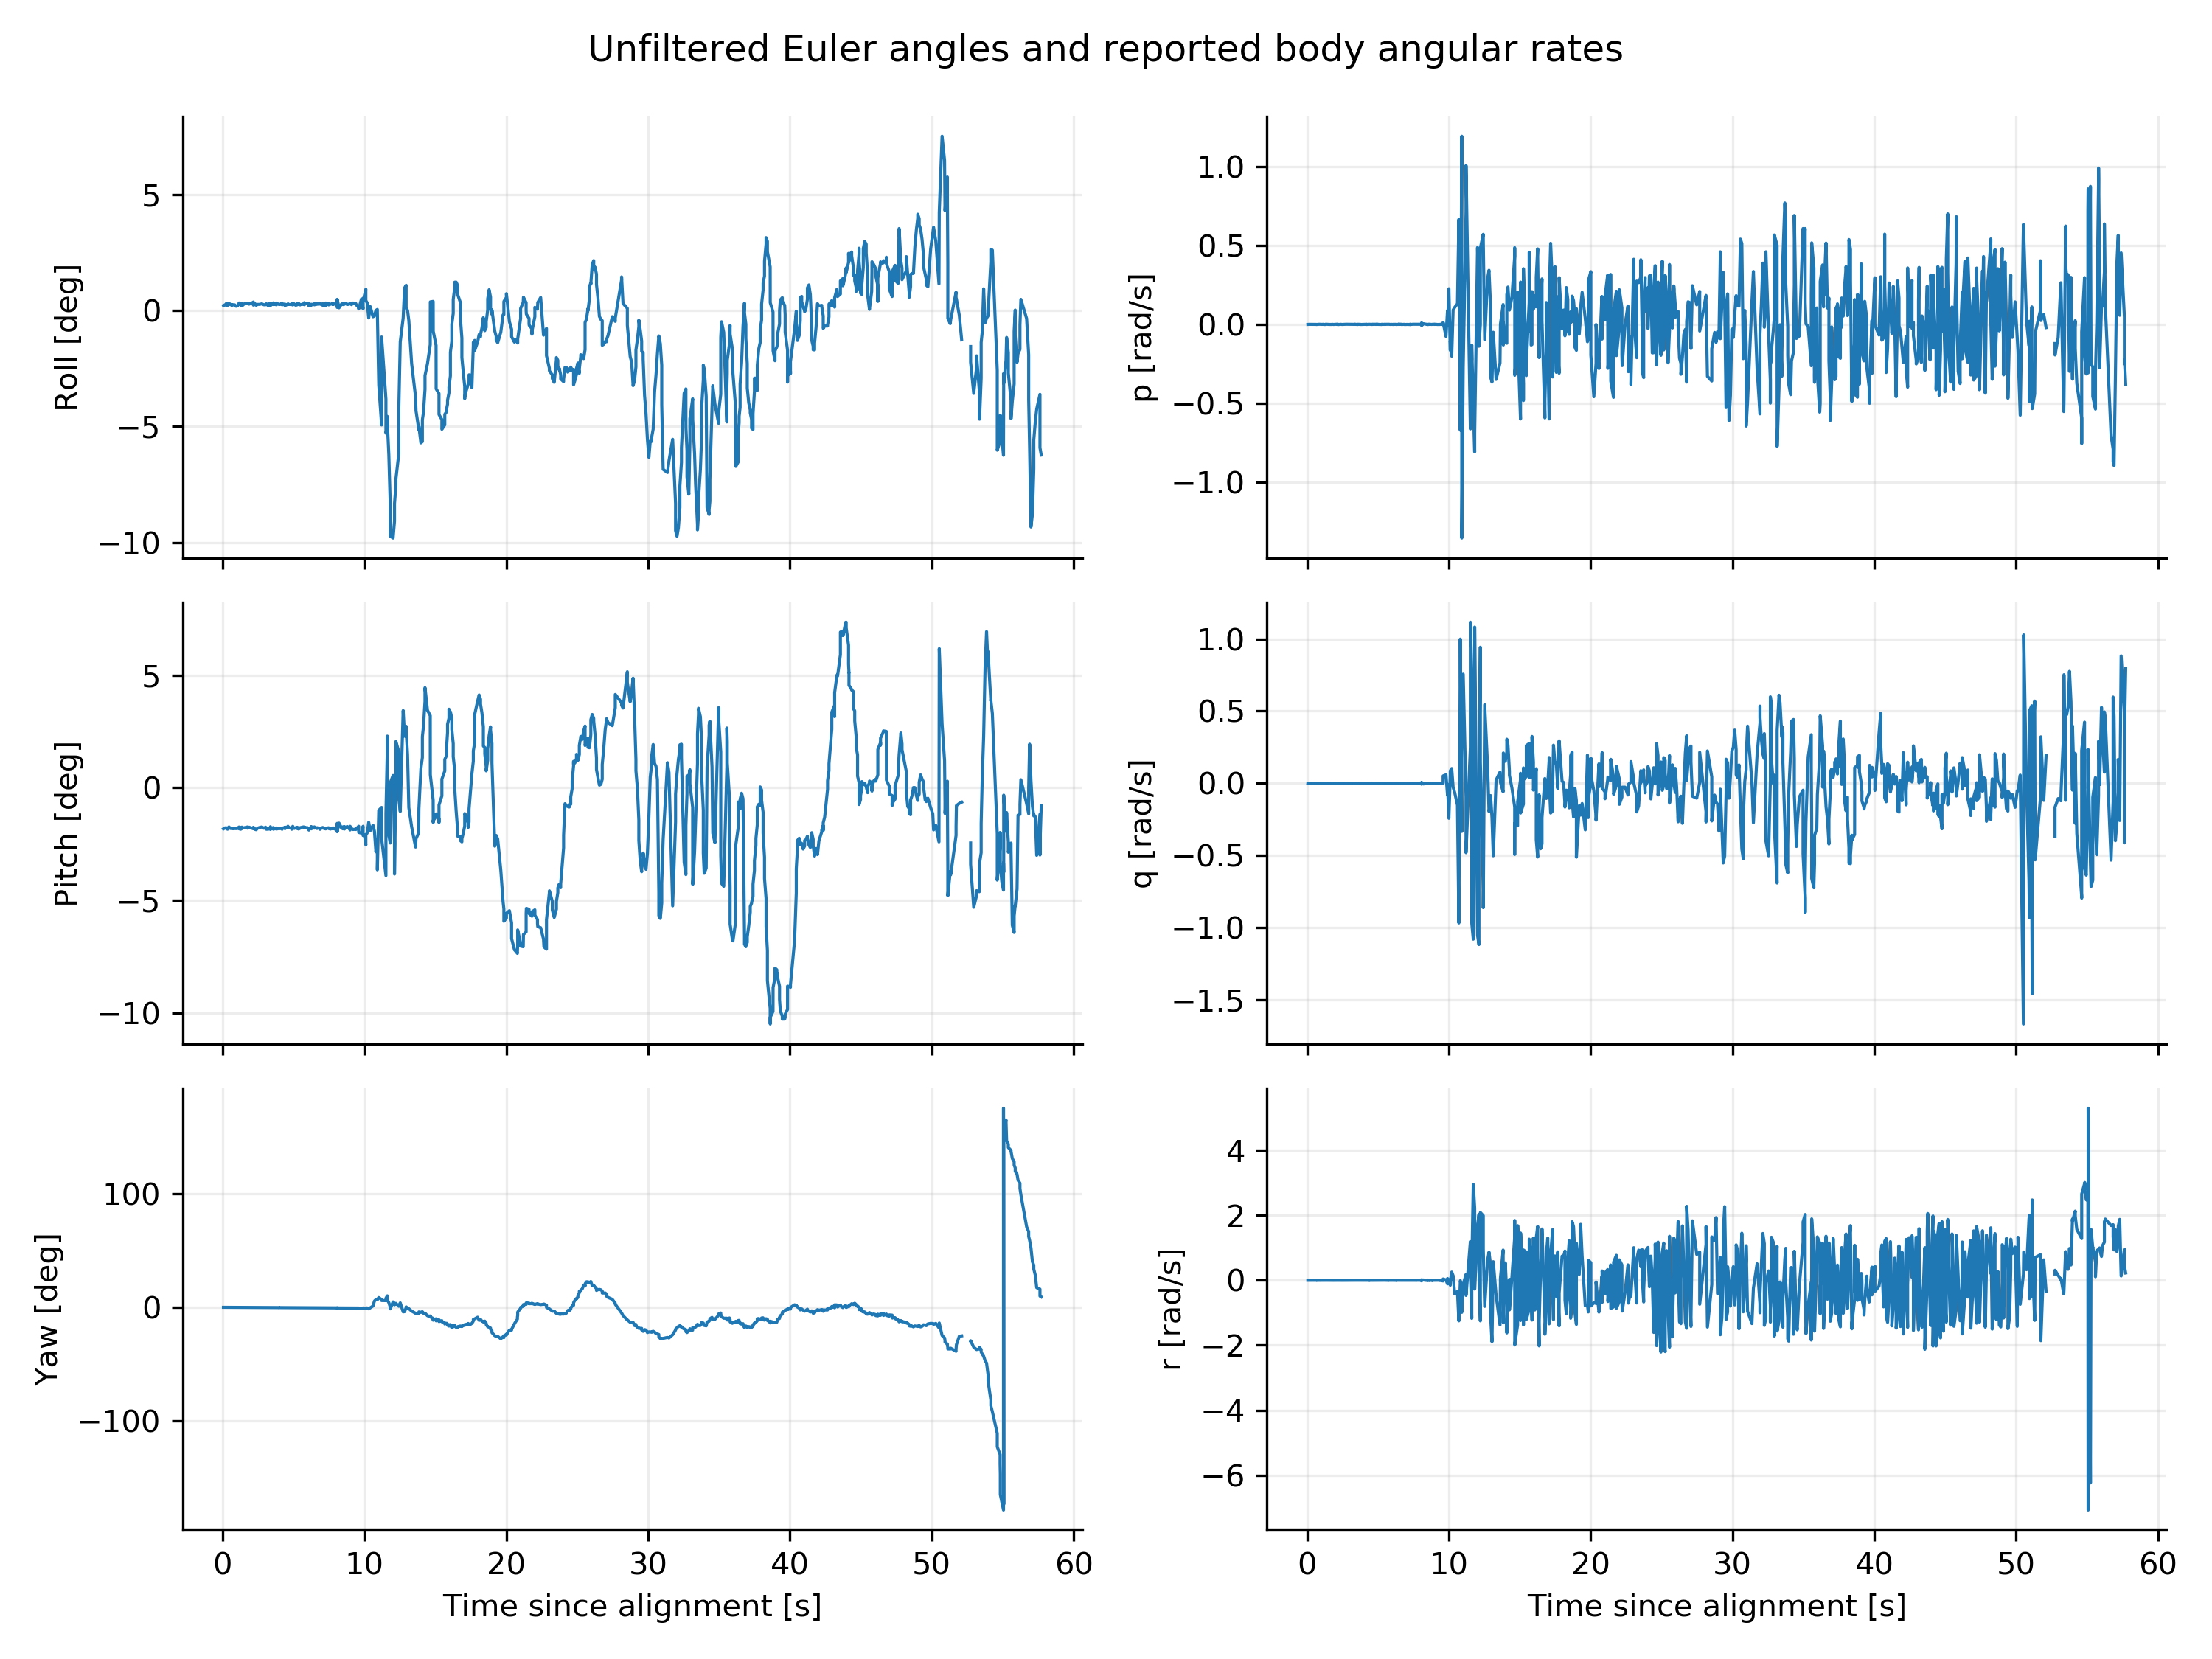 Unfiltered Euler angles and reported body angular rates
Roll [deg]
5
0
−5
−10
p [rad/s]
1.0
0.5
0.0
−0.5
−1.0
Pitch [deg]
5
0
−5
−10
q [rad/s]
1.0
0.5
0.0
−0.5
−1.0
−1.5
Yaw [deg]
100
0
−100
0 10 20 30 40 50 60
Time since alignment [s]
r [rad/s]
4
2
0
−2
−4
−6
0 10 20 30 40 50 60
Time since alignment [s]